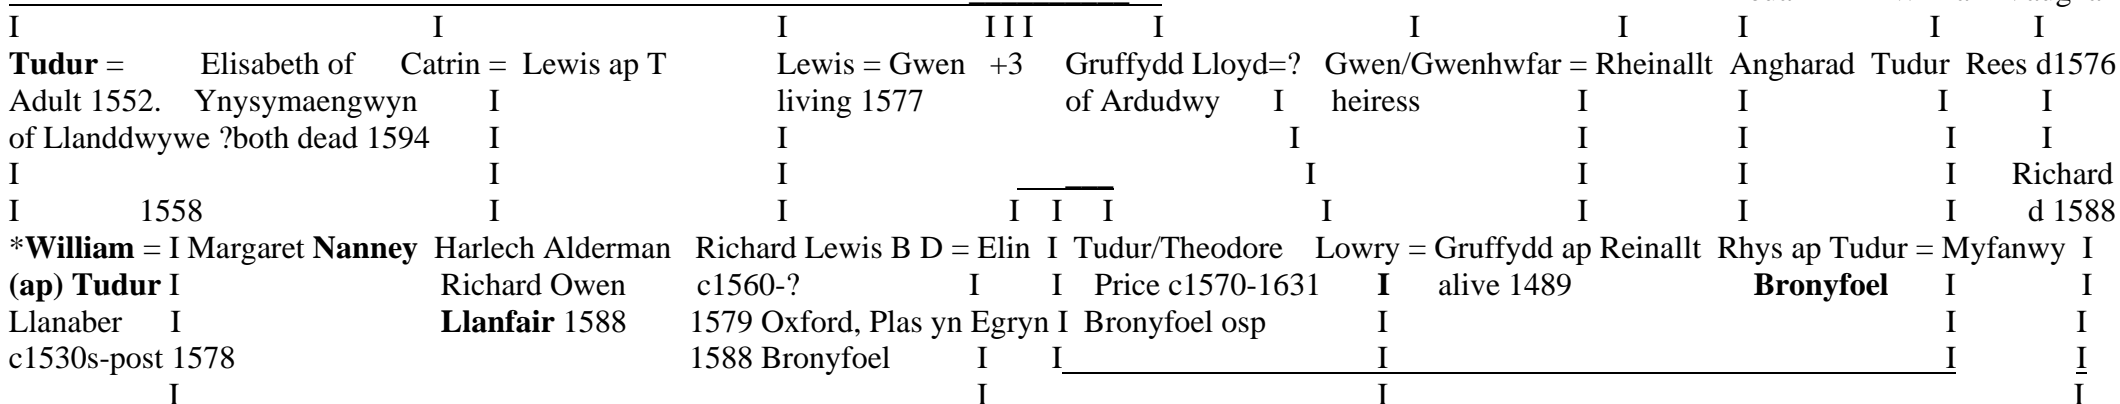 I I I I I I I I I I I I
Tudur = Elisabeth of Catrin = Lewis ap T Lewis = Gwen +3 Gruffydd Lloyd=? Gwen/Gwenhwfar = Rheinallt Angharad Tudur Rees d1576
Adult 1552. Ynysymaengwyn I living 1577 of Ardudwy I heiress I I I I
of Llanddwywe ?both dead 1594 I I I I I I I
I I I I I I I Richard
I 1558 I I I I I I I I I d 1588
*William = I Margaret Nanney Harlech Alderman Richard Lewis B D = Elin I Tudur/Theodore Lowry = Gruffydd ap Reinallt Rhys ap Tudur = Myfanwy I
(ap) Tudur I Richard Owen c1560-? I I Price c1570-1631 I alive 1489 Bronyfoel I I
Llanaber I Llanfair 1588 1579 Oxford, Plas yn Egryn I Bronyfoel osp I I I
c1530s-post 1578 1588 Bronyfoel I I I I I
I I I I